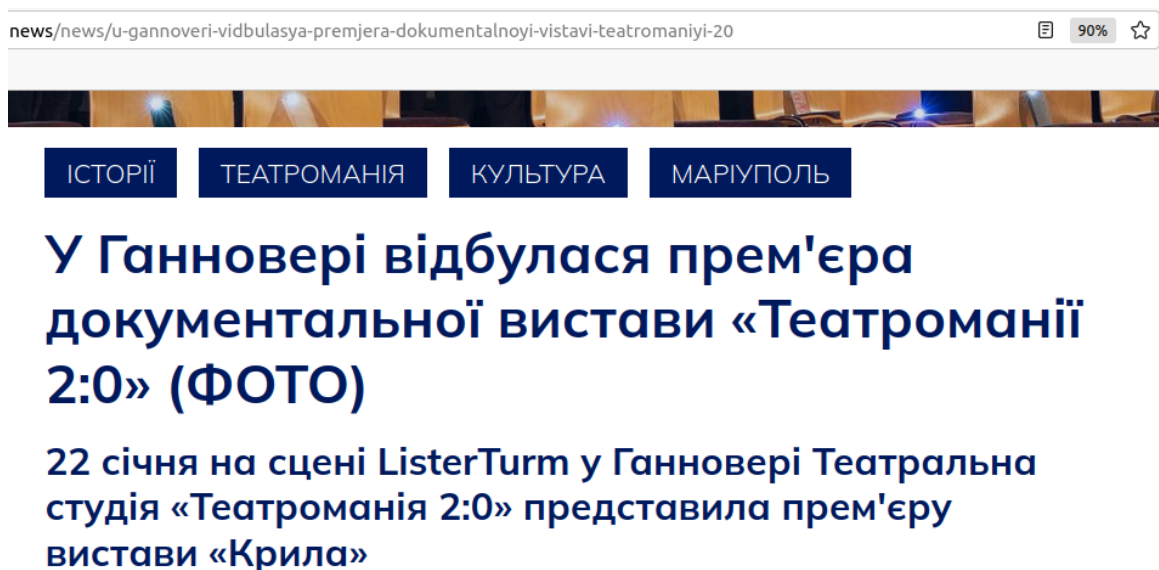 news/news/u-gannoveri-vidbulasya-premjera-dokumentalnoyi-vistavi-teatromaniyi-20 90%
ІСТОРІЇ ТЕАТРОМАНІЯ КУЛЬТУРА МАРІУПОЛЬ
У Ганновері відбулася прем'єра
документальної вистави «Театроманії
2:0» (ФОТО)
22 січня на сцені ListerTurm у Ганновері Театральна
студія «Театроманія 2:0» представила прем'єру
вистави «Крила»